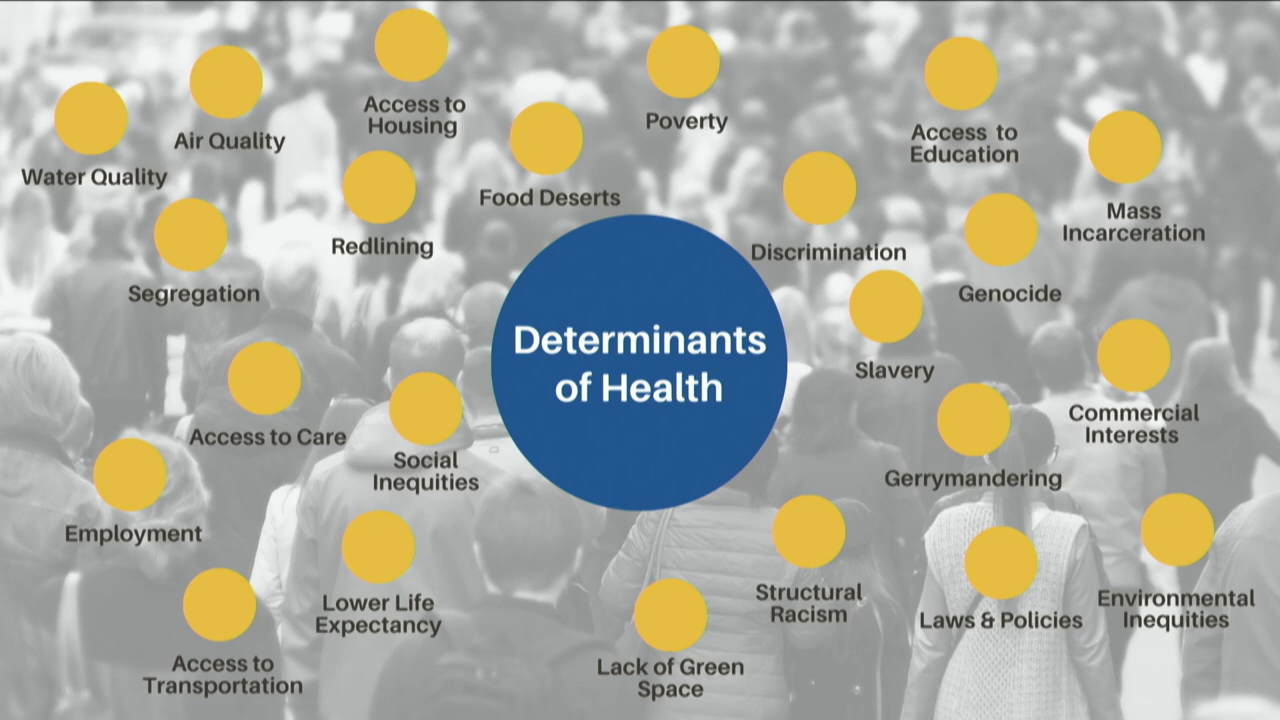 Access to
Housing
Poverty
Air Quality
Access to
Education
Water Quality
Food Deserts
Mass
Incarceration
Redlining
Discrimination
Segregation
Genocide
Determinants
of Health
Slavery
Commercial
Interests
Access to Care
Social
Inequities
Gerrymandering
Employment
Lower Life
Expectancy
Structural
Racism
Laws & Policies
Environmental
Inequities
Access to
Transportation
Lack of Green
Space